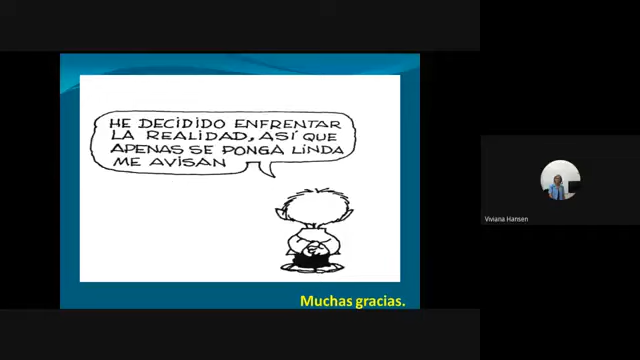 HE DECIDIDO ENFRENTAR
LA REALIDAD, ASÍ QUE
APENAS SE PONGA LINDA
ME AVISAN
Muchas gracias.
Viviana Hansen